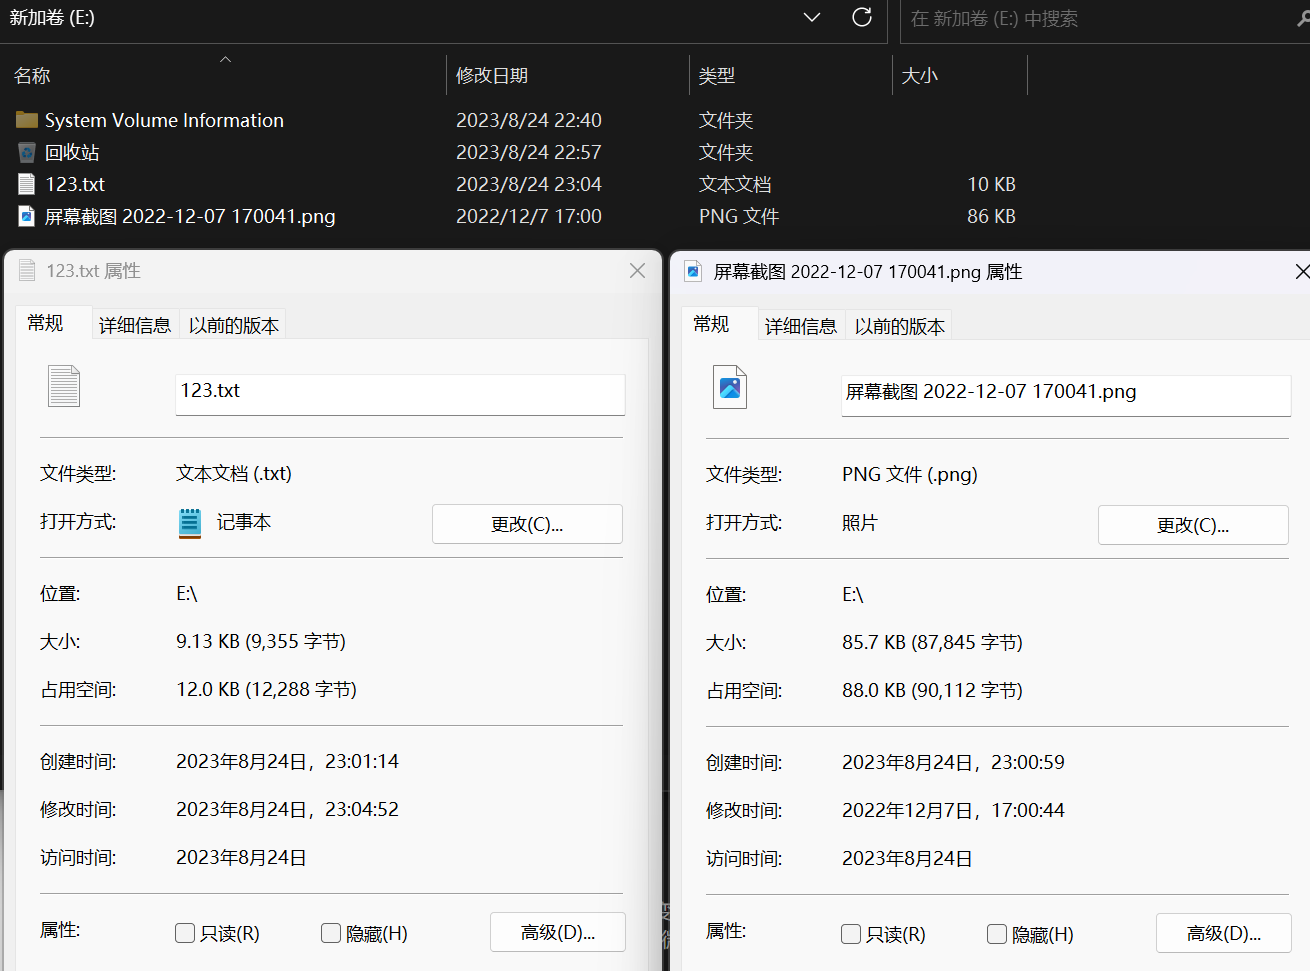 新加卷 (E:)
在 新加卷 (E:) 中搜索
名称 修改日期 类型 大小
System Volume Information 2023/8/24 22:40 文件夹
回收站 2023/8/24 22:57 文件夹
123.txt 2023/8/24 23:04 文本文档 10 KB
屏幕截图 2022-12-07 170041.png 2022/12/7 17:00 PNG 文件 86 KB
123.txt 属性
常规 详细信息 以前的版本
123.txt
文件类型: 文本文档 (.txt)
打开方式: 记事本 更改(C)...
位置: E:\
大小: 9.13 KB (9,355 字节)
占用空间: 12.0 KB (12,288 字节)
创建时间: 2023年8月24日，23:01:14
修改时间: 2023年8月24日，23:04:52
访问时间: 2023年8月24日
属性: 只读(R) 隐藏(H) 高级(D)...
屏幕截图 2022-12-07 170041.png 属性
常规 详细信息 以前的版本
屏幕截图 2022-12-07 170041.png
文件类型: PNG 文件 (.png)
打开方式: 照片 更改(C)...
位置: E:\
大小: 85.7 KB (87,845 字节)
占用空间: 88.0 KB (90,112 字节)
创建时间: 2023年8月24日，23:00:59
修改时间: 2022年12月7日，17:00:44
访问时间: 2023年8月24日
属性: 只读(R) 隐藏(H) 高级(D)...